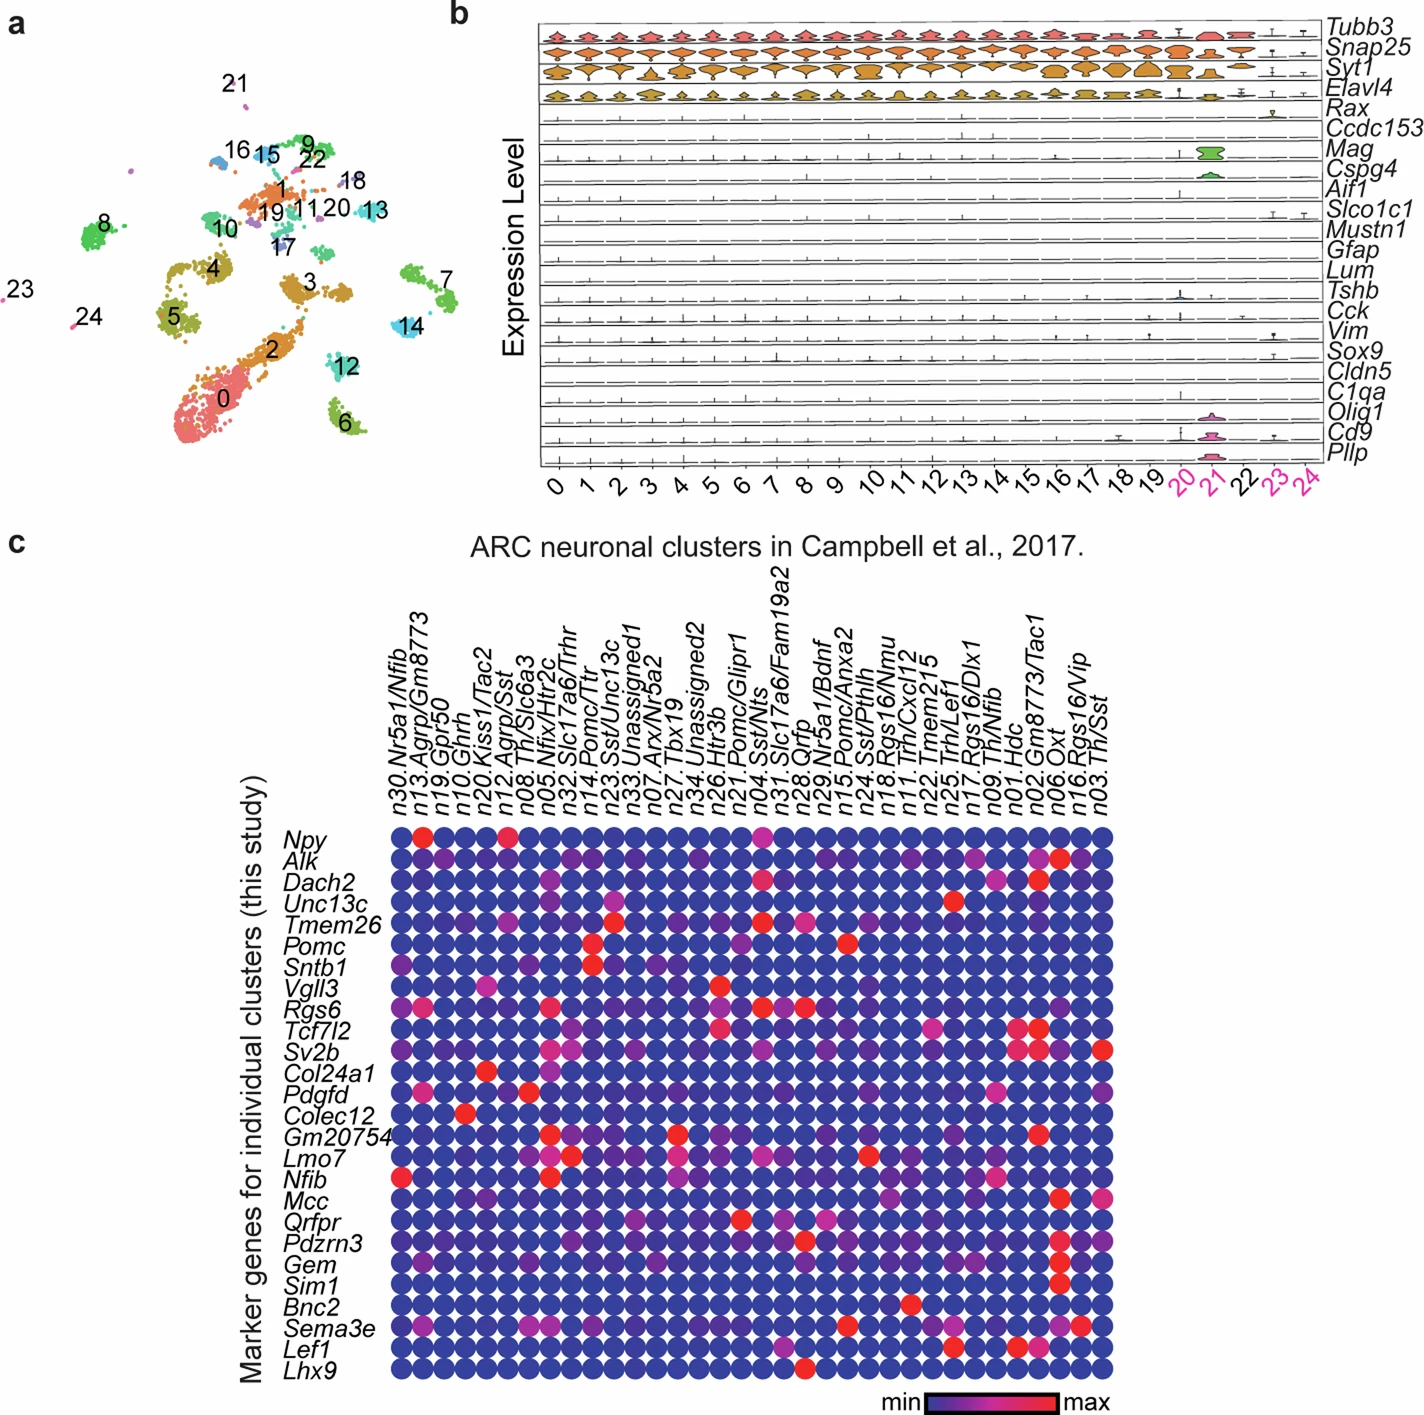 a
21
16
15
9
22
18
1
19
11
20
13
8
10
17
4
3
7
23
24
5
14
2
12
0
6
b
Expression Level
Tubb3
Snap25
Syt1
Elavl4
Rax
Ccdc153
Mag
Cspg4
Aif1
Slco1c1
Mustn1
Gfap
Lum
Tshb
Cck
Vim
Sox9
Cldn5
C1qa
Olig1
Cd9
Pllp
0 1 2 3 4 5 6 7 8 9 10 11 12 13 14 15 16 17 18 19 20 21 22 23 24
c
ARC neuronal clusters in Campbell et al., 2017.
n30.Nr5a1/Nfib
n13.Agrp/Gm8773
n19.Gpr50
n10.Ghrh
n20.Kiss1/Tac2
n12.Agrp/Sst
n08.Th/Slc6a3
n05.Nfix/Htr2c
n32.Slc17a6/Trhr
n14.Pomc/Ttr
n23.Sst/Unc13c
n33.Unassigned1
n07.Arx/Nr5a2
n27.Tbx19
n34.Unassigned2
n26.Htr3b
n21.Pomc/Glipr1
n04.Sst/Nts
n31.Slc17a6/Fam19a2
n28.Qrfp
n29.Nr5a1/Bdnf
n15.Pomc/Anxa2
n24.Sst/Pthlh
n18.Rgs16/Nmu
n11.Th/Cxcl12
n22.Tmem215
n25.Trh/Lef1
n17.Rgs16/Dlx1
n09.Th/Nfib
n01.Hdc
n02.Gm8773/Tac1
n06.Oxt
n16.Rgs16/Vip
n03.Th/Sst
Marker genes for individual clusters (this study)
Npy
Alk
Dach2
Unc13c
Tmem26
Pomc
Sntb1
Vgll3
Rgs6
Tcf7l2
Sv2b
Col24a1
Pdgfd
Colec12
Gm20754
Lmo7
Nfib
Mcc
Qrfpr
Pdzrn3
Gem
Sim1
Bnc2
Sema3e
Lef1
Lhx9
min max